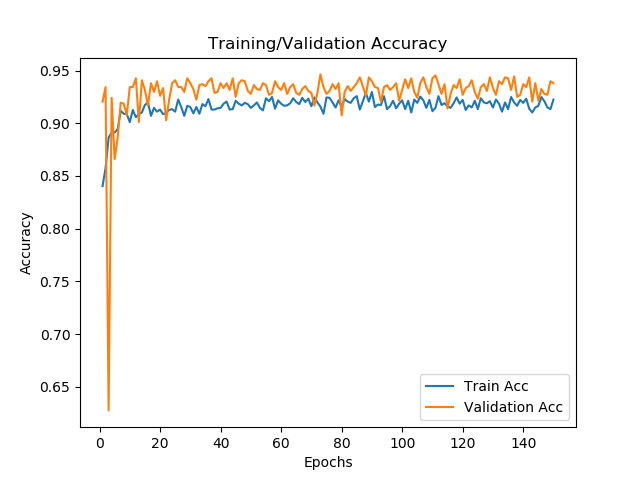 Training/Validation Accuracy
0.95
0.90
0.85
0.80
0.75
0.70
0.65
Accuracy
Train Acc
Validation Acc
0 20 40 60 80 100 120 140
Epochs